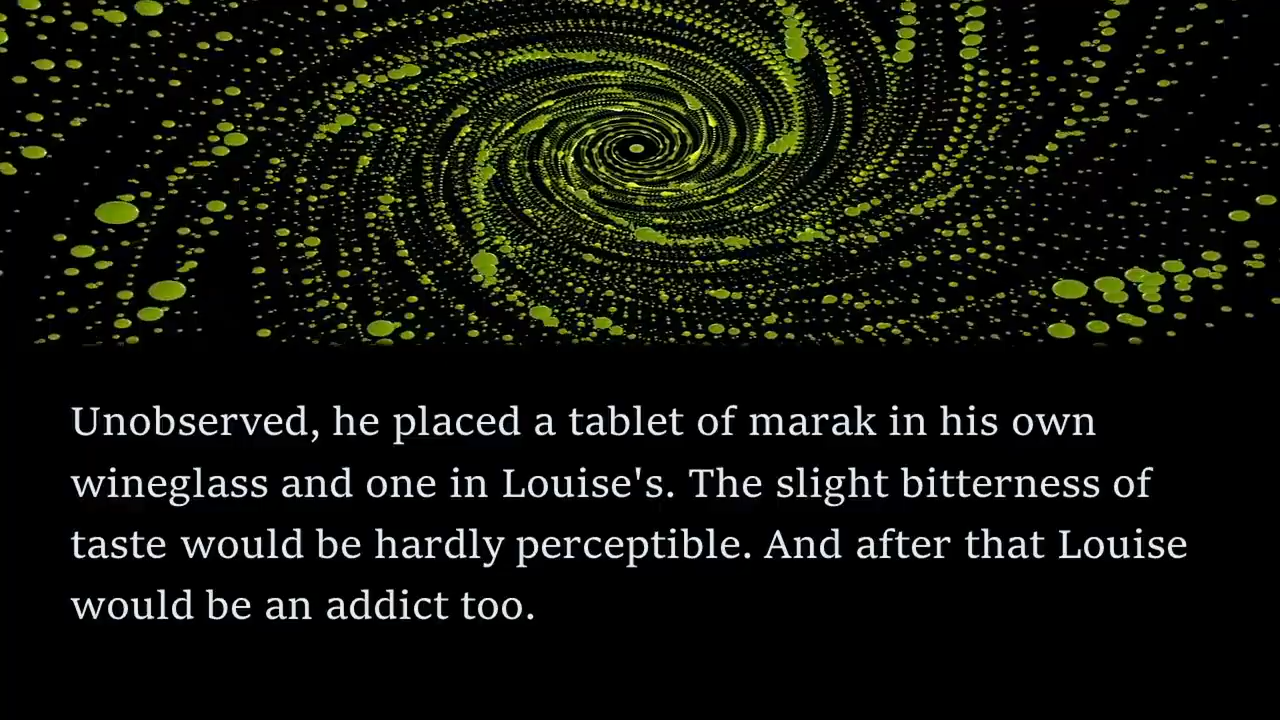 Unobserved, he placed a tablet of marak in his own
wineglass and one in Louise's. The slight bitterness of
taste would be hardly perceptible. And after that Louise
would be an addict too.